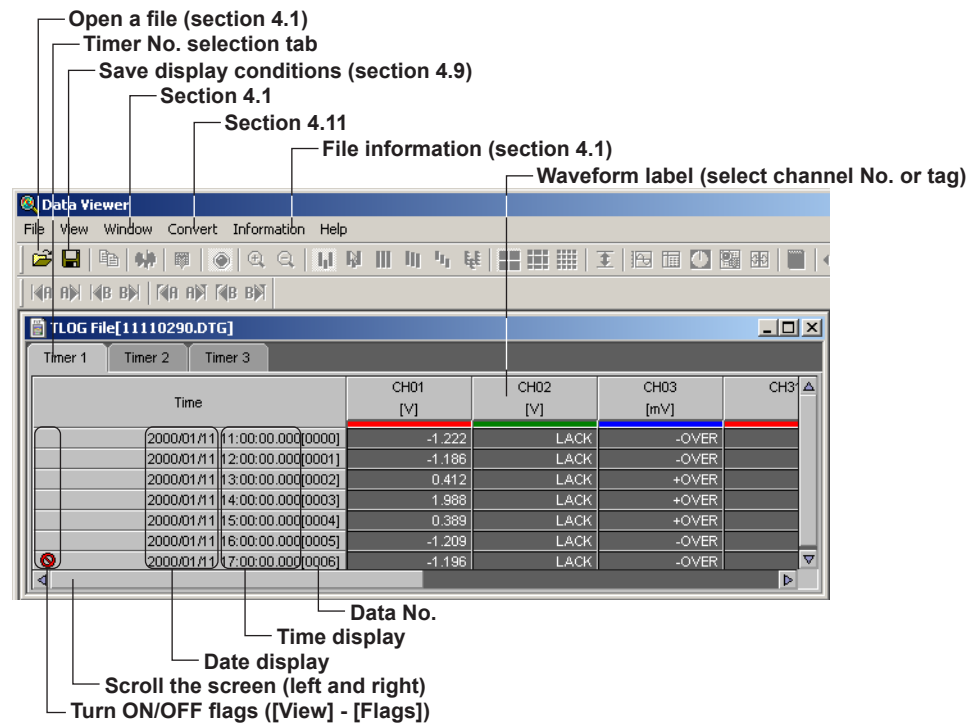 Open a file (section 4.1)
Timer No. selection tab
Save display conditions (section 4.9)
Section 4.1
Section 4.11
File information (section 4.1)
Waveform label (select channel No. or tag)
Data Viewer
File View Window Convert Information Help
A A B B A A B B
TLOG File[11110290.DTG]
Timer 1 Timer 2 Timer 3
Time CH01 CH02 CH03 CH31
[V] [V] [mV]
2000/01/11 11:00:00.000[0000] -1.222 LACK -OVER
2000/01/11 12:00:00.000[0001] -1.186 LACK -OVER
2000/01/11 13:00:00.000[0002] 0.412 LACK +OVER
2000/01/11 14:00:00.000[0003] 1.988 LACK +OVER
2000/01/11 15:00:00.000[0004] 0.389 LACK +OVER
2000/01/11 16:00:00.000[0005] -1.209 LACK -OVER
2000/01/11 17:00:00.000[0006] -1.196 LACK -OVER
Data No.
Time display
Date display
Scroll the screen (left and right)
Turn ON/OFF flags ([View] - [Flags])